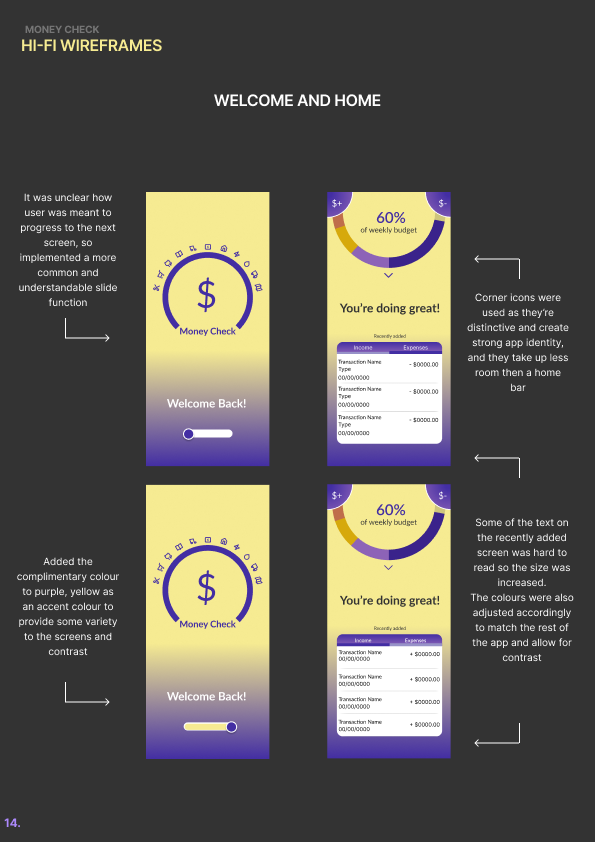 MONEY CHECK
HI-FI WIREFRAMES
WELCOME AND HOME
It was unclear how
user was meant to
progress to the next
screen, so
implemented a more
common and
understandable slide
function
$
Money Check
Welcome Back!
$+
$-
60%
of weekly budget
You're doing great!
Recently added
Income
Expenses
Transaction Name
Type
00/00/0000
- $0000.00
Transaction Name
Type
00/00/0000
- $0000.00
Transaction Name
Type
00/00/0000
- $0000.00
Corner icons were
used as they're
distinctive and create
strong app identity,
and they take up less
room then a home
bar
Added the
complimentary colour
to purple, yellow as
an accent colour to
provide some variety
to the screens and
contrast
$
Money Check
Welcome Back!
$+
$-
60%
of weekly budget
You're doing great!
Recently added
Income
Expenses
Transaction Name
00/00/0000
+ $0000.00
Transaction Name
00/00/0000
+ $0000.00
Transaction Name
00/00/0000
+ $0000.00
Transaction Name
00/00/0000
+ $0000.00
Some of the text on
the recently added
screen was hard to
read so the size was
increased.
The colours were also
adjusted accordingly
to match the rest of
the app and allow for
contrast
14.